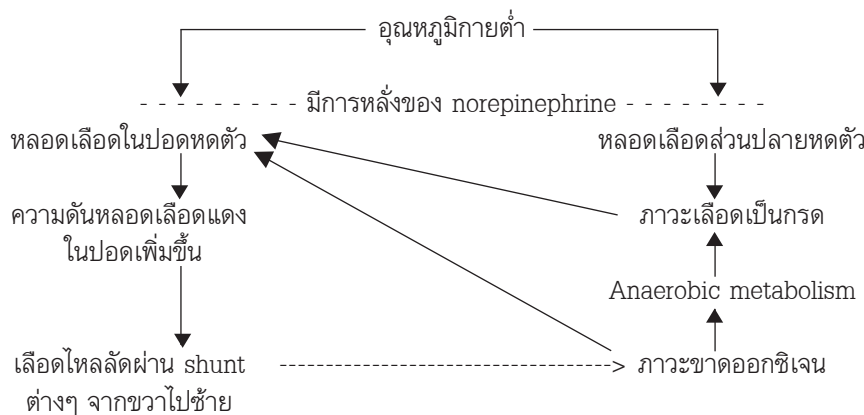 อุณหภูมิกายต่ำ
มีการหลั่งของ norepinephrine
หลอดเลือดในปอดหดตัว
หลอดเลือดส่วนปลายหดตัว
ความดันหลอดเลือดแดง
ในปอดเพิ่มขึ้น
ภาวะเลือดเป็นกรด
Anaerobic metabolism
เลือดไหลลัดผ่าน shunt
ต่างๆ จากขวาไปซ้าย
ภาวะขาดออกซิเจน